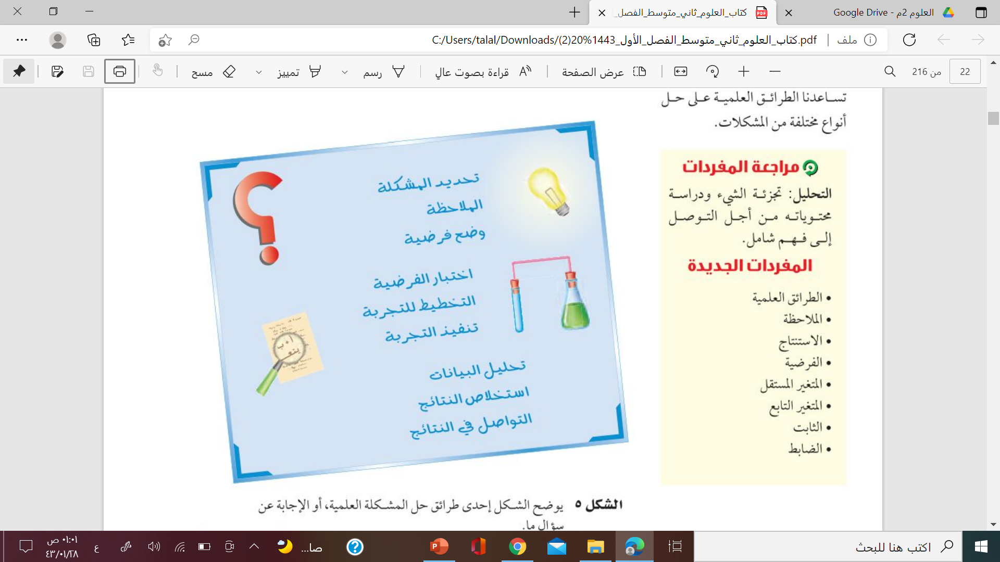 العلوم 2م - Google Drive
كتاب_العلوم_ثاني_متوسط_الفصل_
ملف
C:/Users/talal/Downloads/كتاب_العلوم_ثاني_متوسط_الفصل_الأول_1443%20(2).pdf
22
من 216
عرض الصفحة
قراءة بصوت عالٍ
رسم
تمييز
مسح
تساعدنا الطرائق العلمية على حل
أنواع مختلفة من المشكلات.
مراجعة المفردات
التحليل: تجزئة الشيء ودراسة
محتوياته من أجل التوصل
إلى فهم شامل.
المفردات الجديدة
• الطرائق العلمية
• الملاحظة
• الاستنتاج
• الفرضية
• المتغير المستقل
• المتغير التابع
• الثابت
• الضابط
تحديد المشكلة
الملاحظة
وضع فرضية
اختبار الفرضية
التخطيط للتجربة
تنفيذ التجربة
تحليل البيانات
استخلاص النتائج
التواصل في النتائج
الشكل ٥ يوضح الشكل إحدى طرائق حل المشكلة العلمية، أو الإجابة عن
سؤال ما.
اكتب هنا للبحث
صا...
ع
٠١:٠١ ص
٤٣/٠١/٢٨